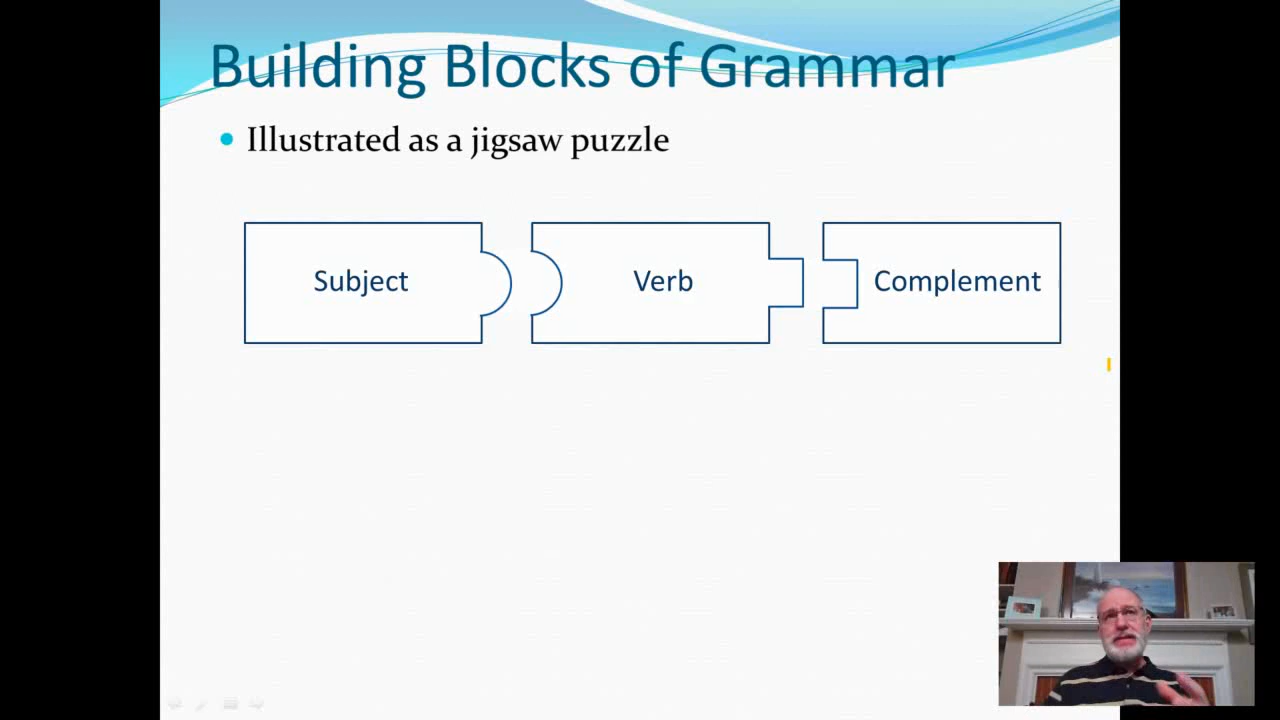 Building Blocks of Grammar
Illustrated as a jigsaw puzzle
Subject
Verb
Complement